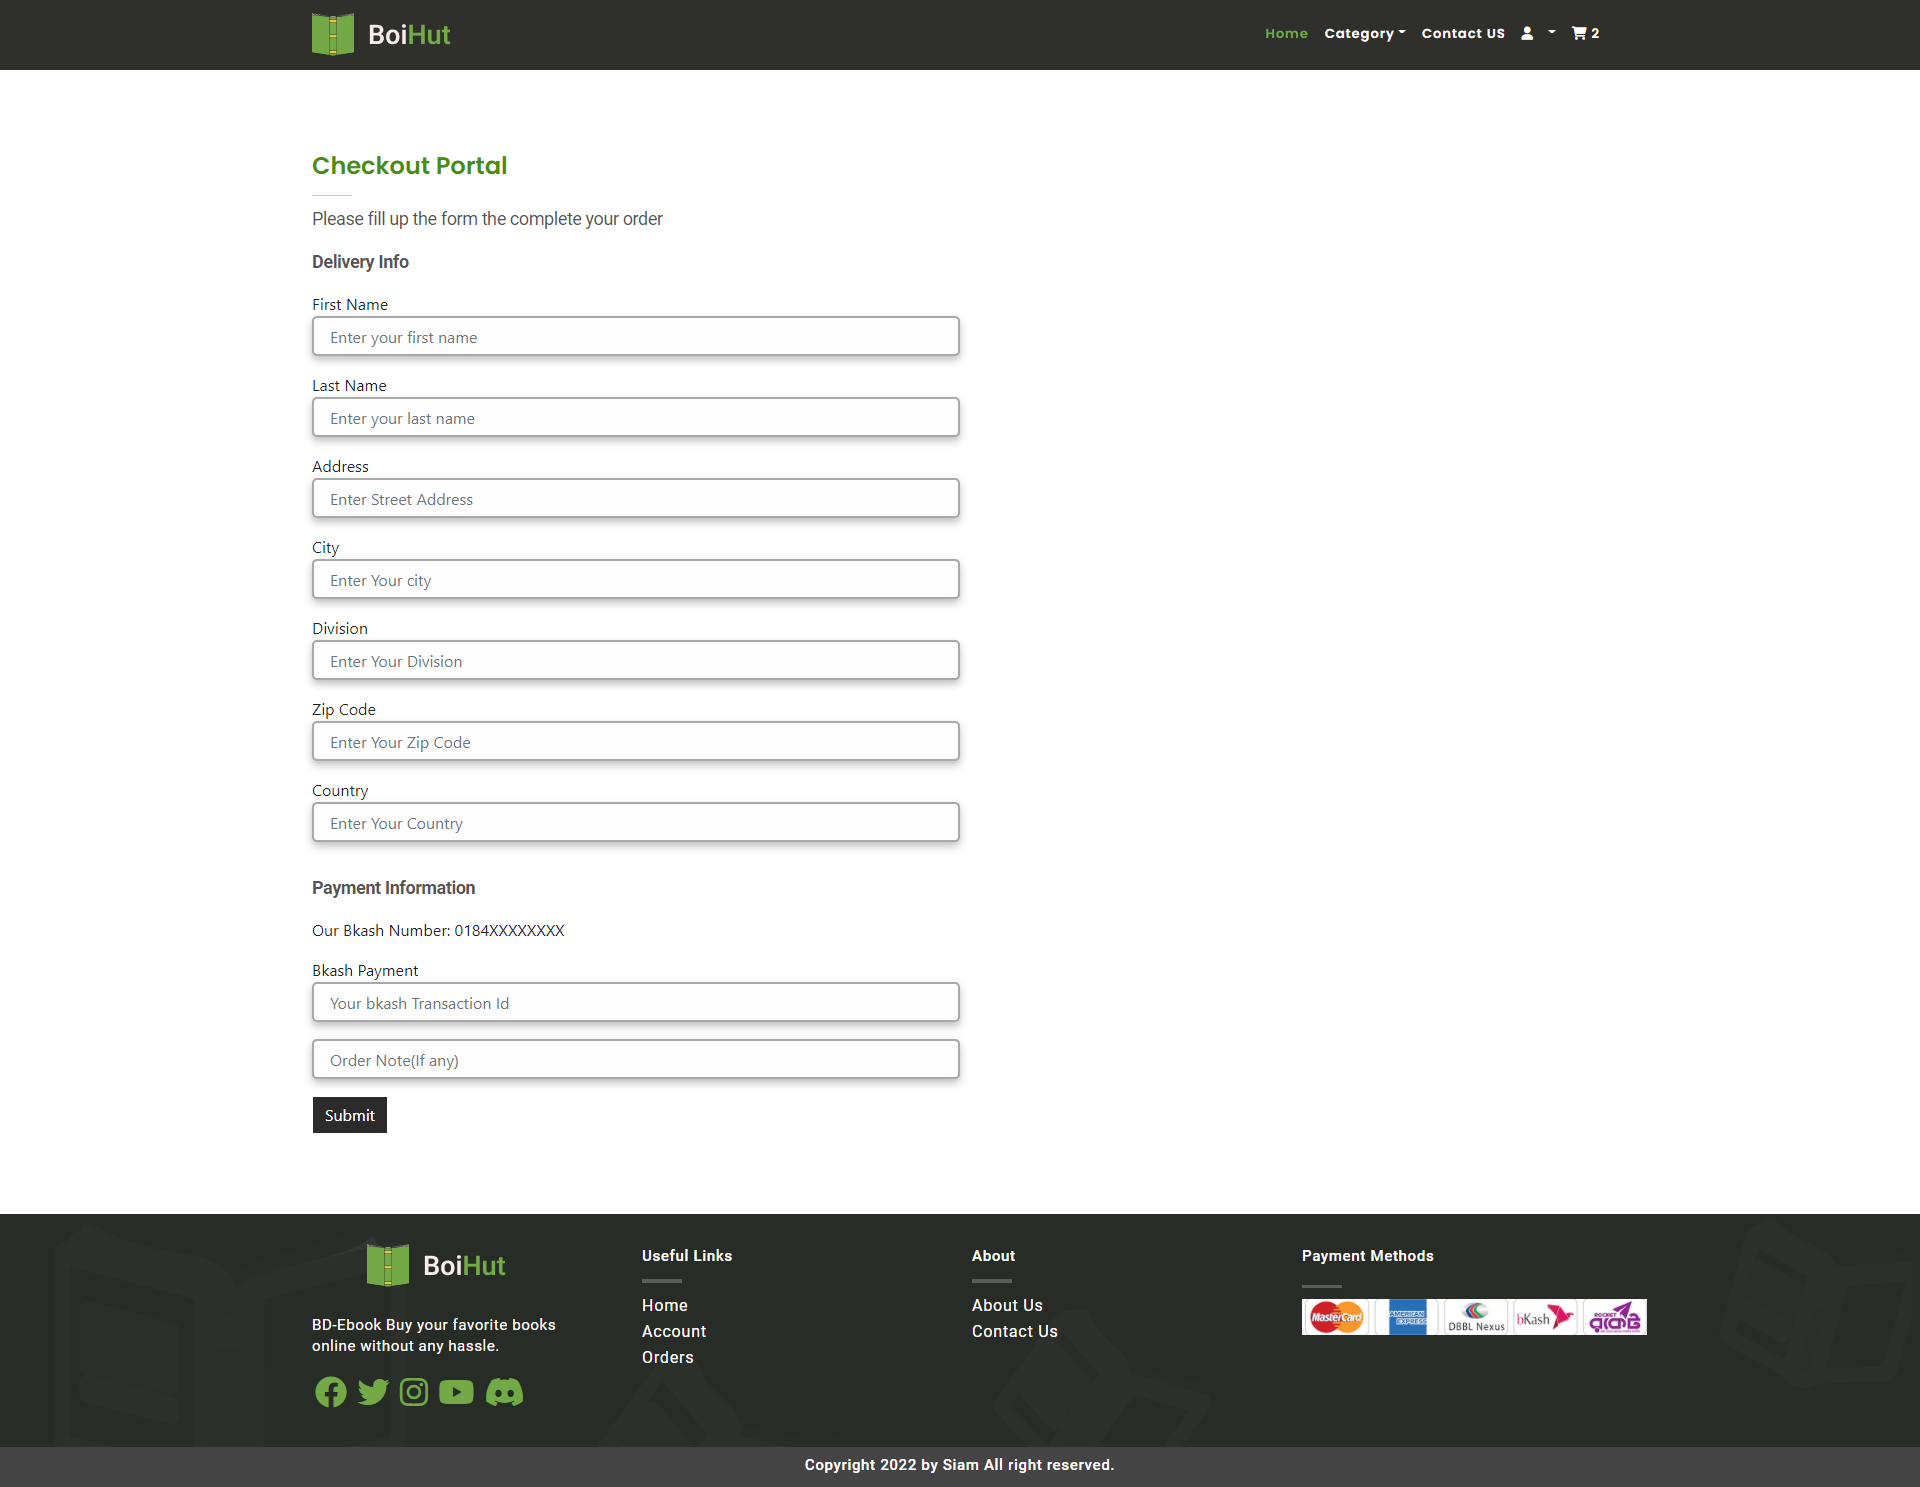 BoiHut
Home Category Contact US 2
Checkout Portal
Please fill up the form the complete your order
Delivery Info
First Name
Enter your first name
Last Name
Enter your last name
Address
Enter Street Address
City
Enter Your city
Division
Enter Your Division
Zip Code
Enter Your Zip Code
Country
Enter Your Country
Payment Information
Our Bkash Number: 0184XXXXXXXX
Bkash Payment
Your bkash Transaction Id
Order Note(If any)
Submit
BoiHut
BD-Ebook Buy your favorite books
online without any hassle.
Useful Links
Home
Account
Orders
About
About Us
Contact Us
Payment Methods
MasterCard
AMERICAN
EXPRESS
DBBL Nexus
bKash
ROCKET
Copyright 2022 by Siam All right reserved.